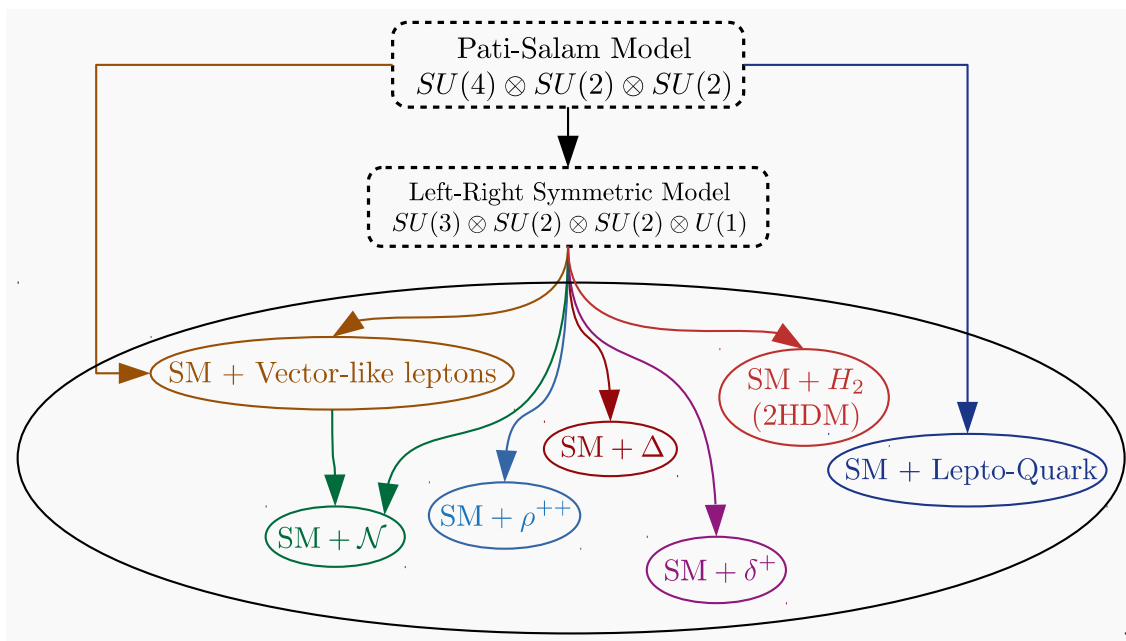 Pati-Salam Model
SU(4) ⊗ SU(2) ⊗ SU(2)
Left-Right Symmetric Model
SU(3) ⊗ SU(2) ⊗ SU(2) ⊗ U(1)
SM + Vector-like leptons
SM + H₂
(2HDM)
SM + Δ
SM + Lepto-Quark
SM + ρ⁺⁺
SM + 𝒩
SM + δ⁺